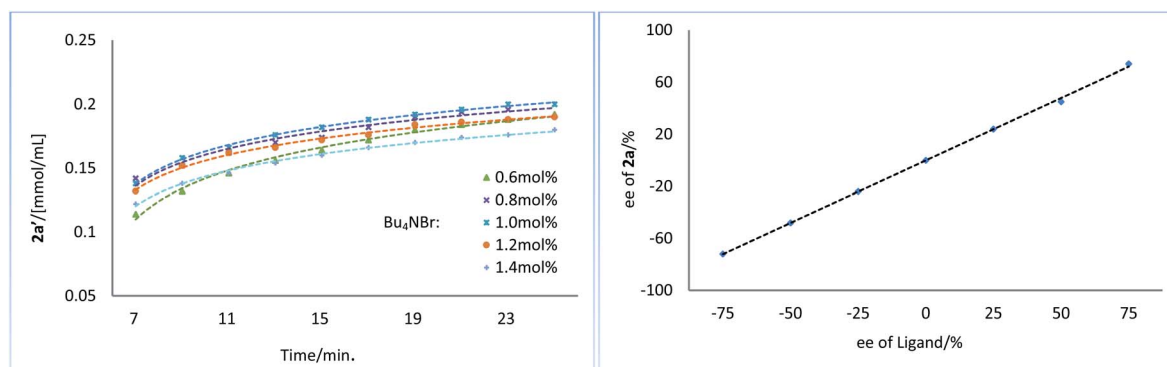 0.25
0.2
0.15
0.1
0.05
2a'/[mmol/mL]
Bu₄NBr:
0.6mol%
0.8mol%
1.0mol%
1.2mol%
1.4mol%
7 11 15 19 23
Time/min.
100
60
20
-20
-60
-100
ee of 2a/%
-75 -50 -25 0 25 50 75
ee of Ligand/%